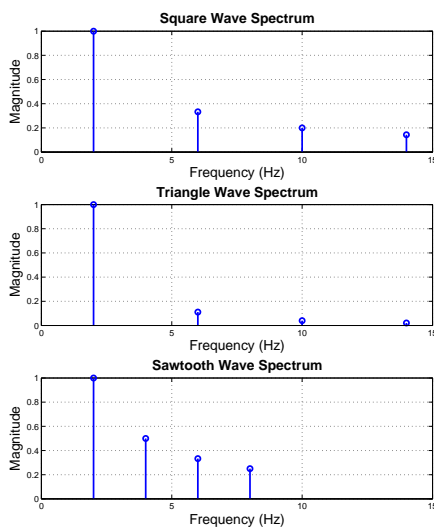 Square Wave Spectrum
Magnitude
1
0.8
0.6
0.4
0.2
0
0 5 10 15
Frequency (Hz)
Triangle Wave Spectrum
Magnitude
1
0.8
0.6
0.4
0.2
0
0 5 10 15
Frequency (Hz)
Sawtooth Wave Spectrum
Magnitude
1
0.8
0.6
0.4
0.2
0
0 5 10 15
Frequency (Hz)